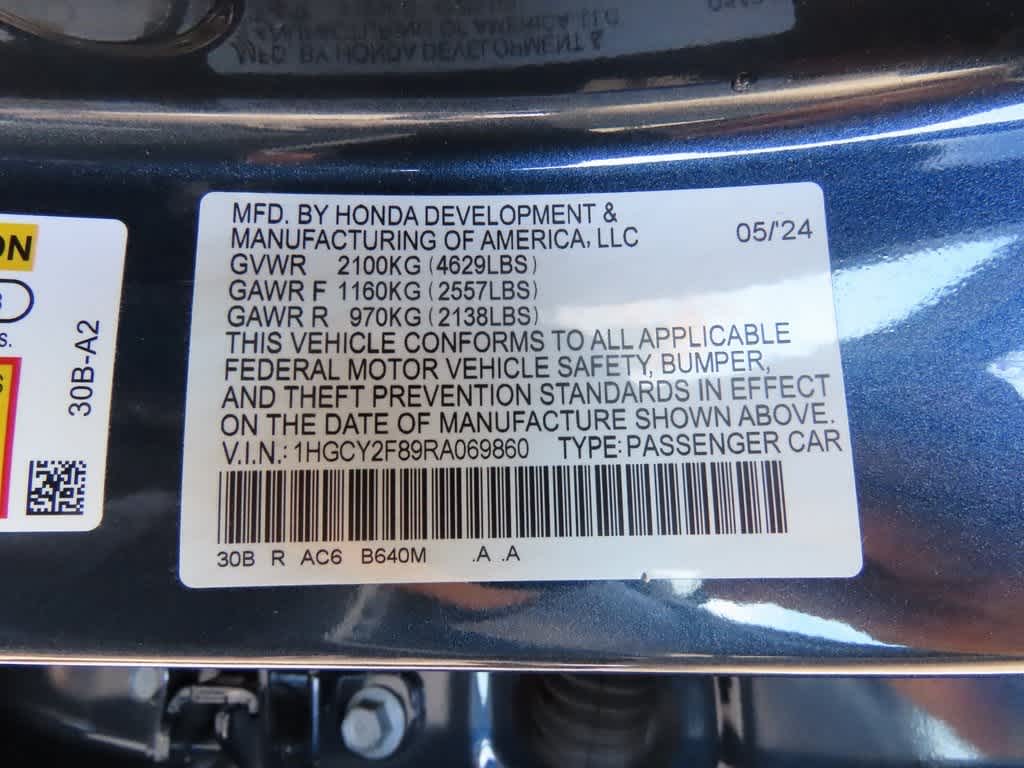 MFD. BY HONDA DEVELOPMENT &
MANUFACTURING OF AMERICA, LLC
05/'24
GVWR 2100KG (4629LBS)
GAWR F 1160KG (2557LBS)
GAWR R 970KG (2138LBS)
THIS VEHICLE CONFORMS TO ALL APPLICABLE
FEDERAL MOTOR VEHICLE SAFETY, BUMPER,
AND THEFT PREVENTION STANDARDS IN EFFECT
ON THE DATE OF MANUFACTURE SHOWN ABOVE.
V.I.N.: 1HGCY2F89RA069860 TYPE: PASSENGER CAR
30B R AC6 B640M .A .A
30B-A2